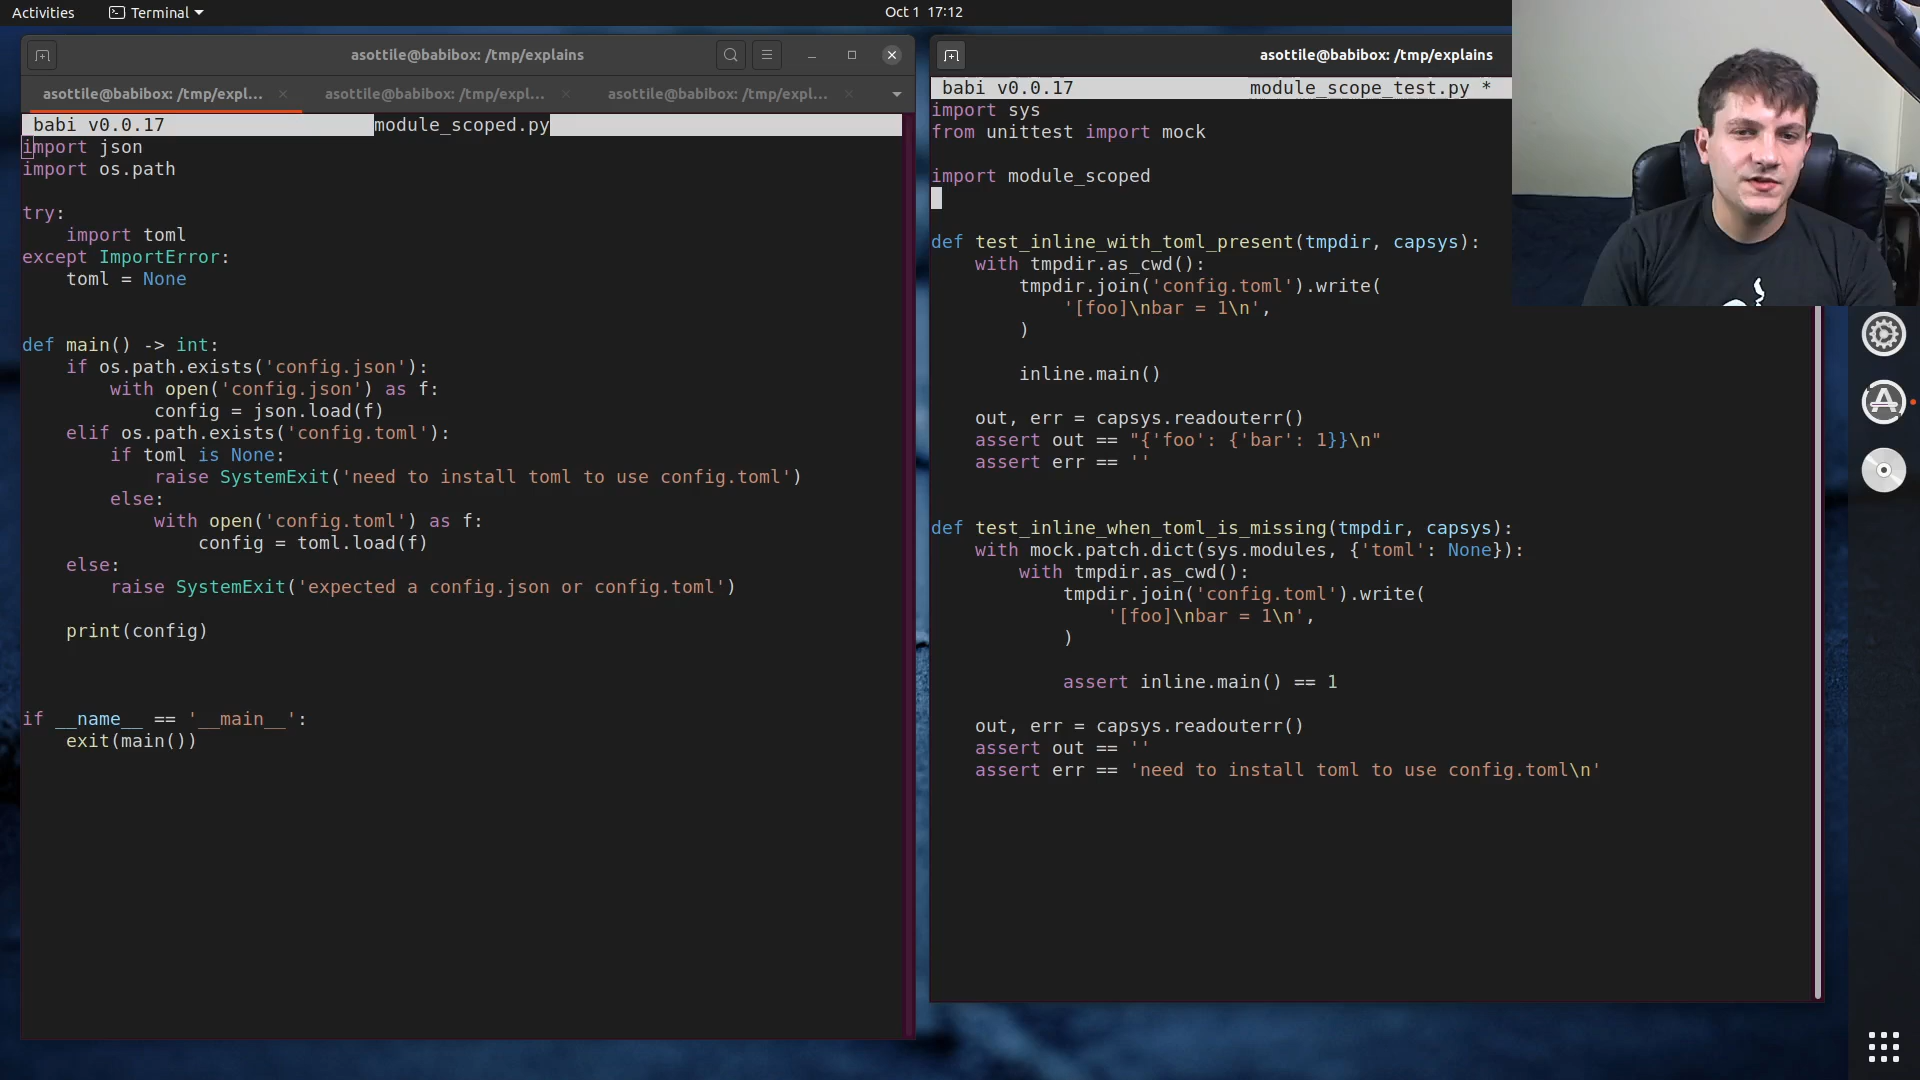 Activities
Terminal
Oct 1 17:12
asottile@babibox: /tmp/explains
asottile@babibox: /tmp/expl...
asottile@babibox: /tmp/expl...
asottile@babibox: /tmp/expl...
babi v0.0.17 module_scoped.py
import json
import os.path

try:
    import toml
except ImportError:
    toml = None


def main() -> int:
    if os.path.exists('config.json'):
        with open('config.json') as f:
            config = json.load(f)
    elif os.path.exists('config.toml'):
        if toml is None:
            raise SystemExit('need to install toml to use config.toml')
        else:
            with open('config.toml') as f:
                config = toml.load(f)
    else:
        raise SystemExit('expected a config.json or config.toml')

    print(config)



if __name__ == '__main__':
    exit(main())
asottile@babibox: /tmp/explains
babi v0.0.17 module_scope_test.py *
import sys
from unittest import mock

import module_scoped


def test_inline_with_toml_present(tmpdir, capsys):
    with tmpdir.as_cwd():
        tmpdir.join('config.toml').write(
            '[foo]\nbar = 1\n',
        )

        inline.main()

    out, err = capsys.readouterr()
    assert out == "{'foo': {'bar': 1}}\n"
    assert err == ''


def test_inline_when_toml_is_missing(tmpdir, capsys):
    with mock.patch.dict(sys.modules, {'toml': None}):
        with tmpdir.as_cwd():
            tmpdir.join('config.toml').write(
                '[foo]\nbar = 1\n',
            )

            assert inline.main() == 1

    out, err = capsys.readouterr()
    assert out == ''
    assert err == 'need to install toml to use config.toml\n'